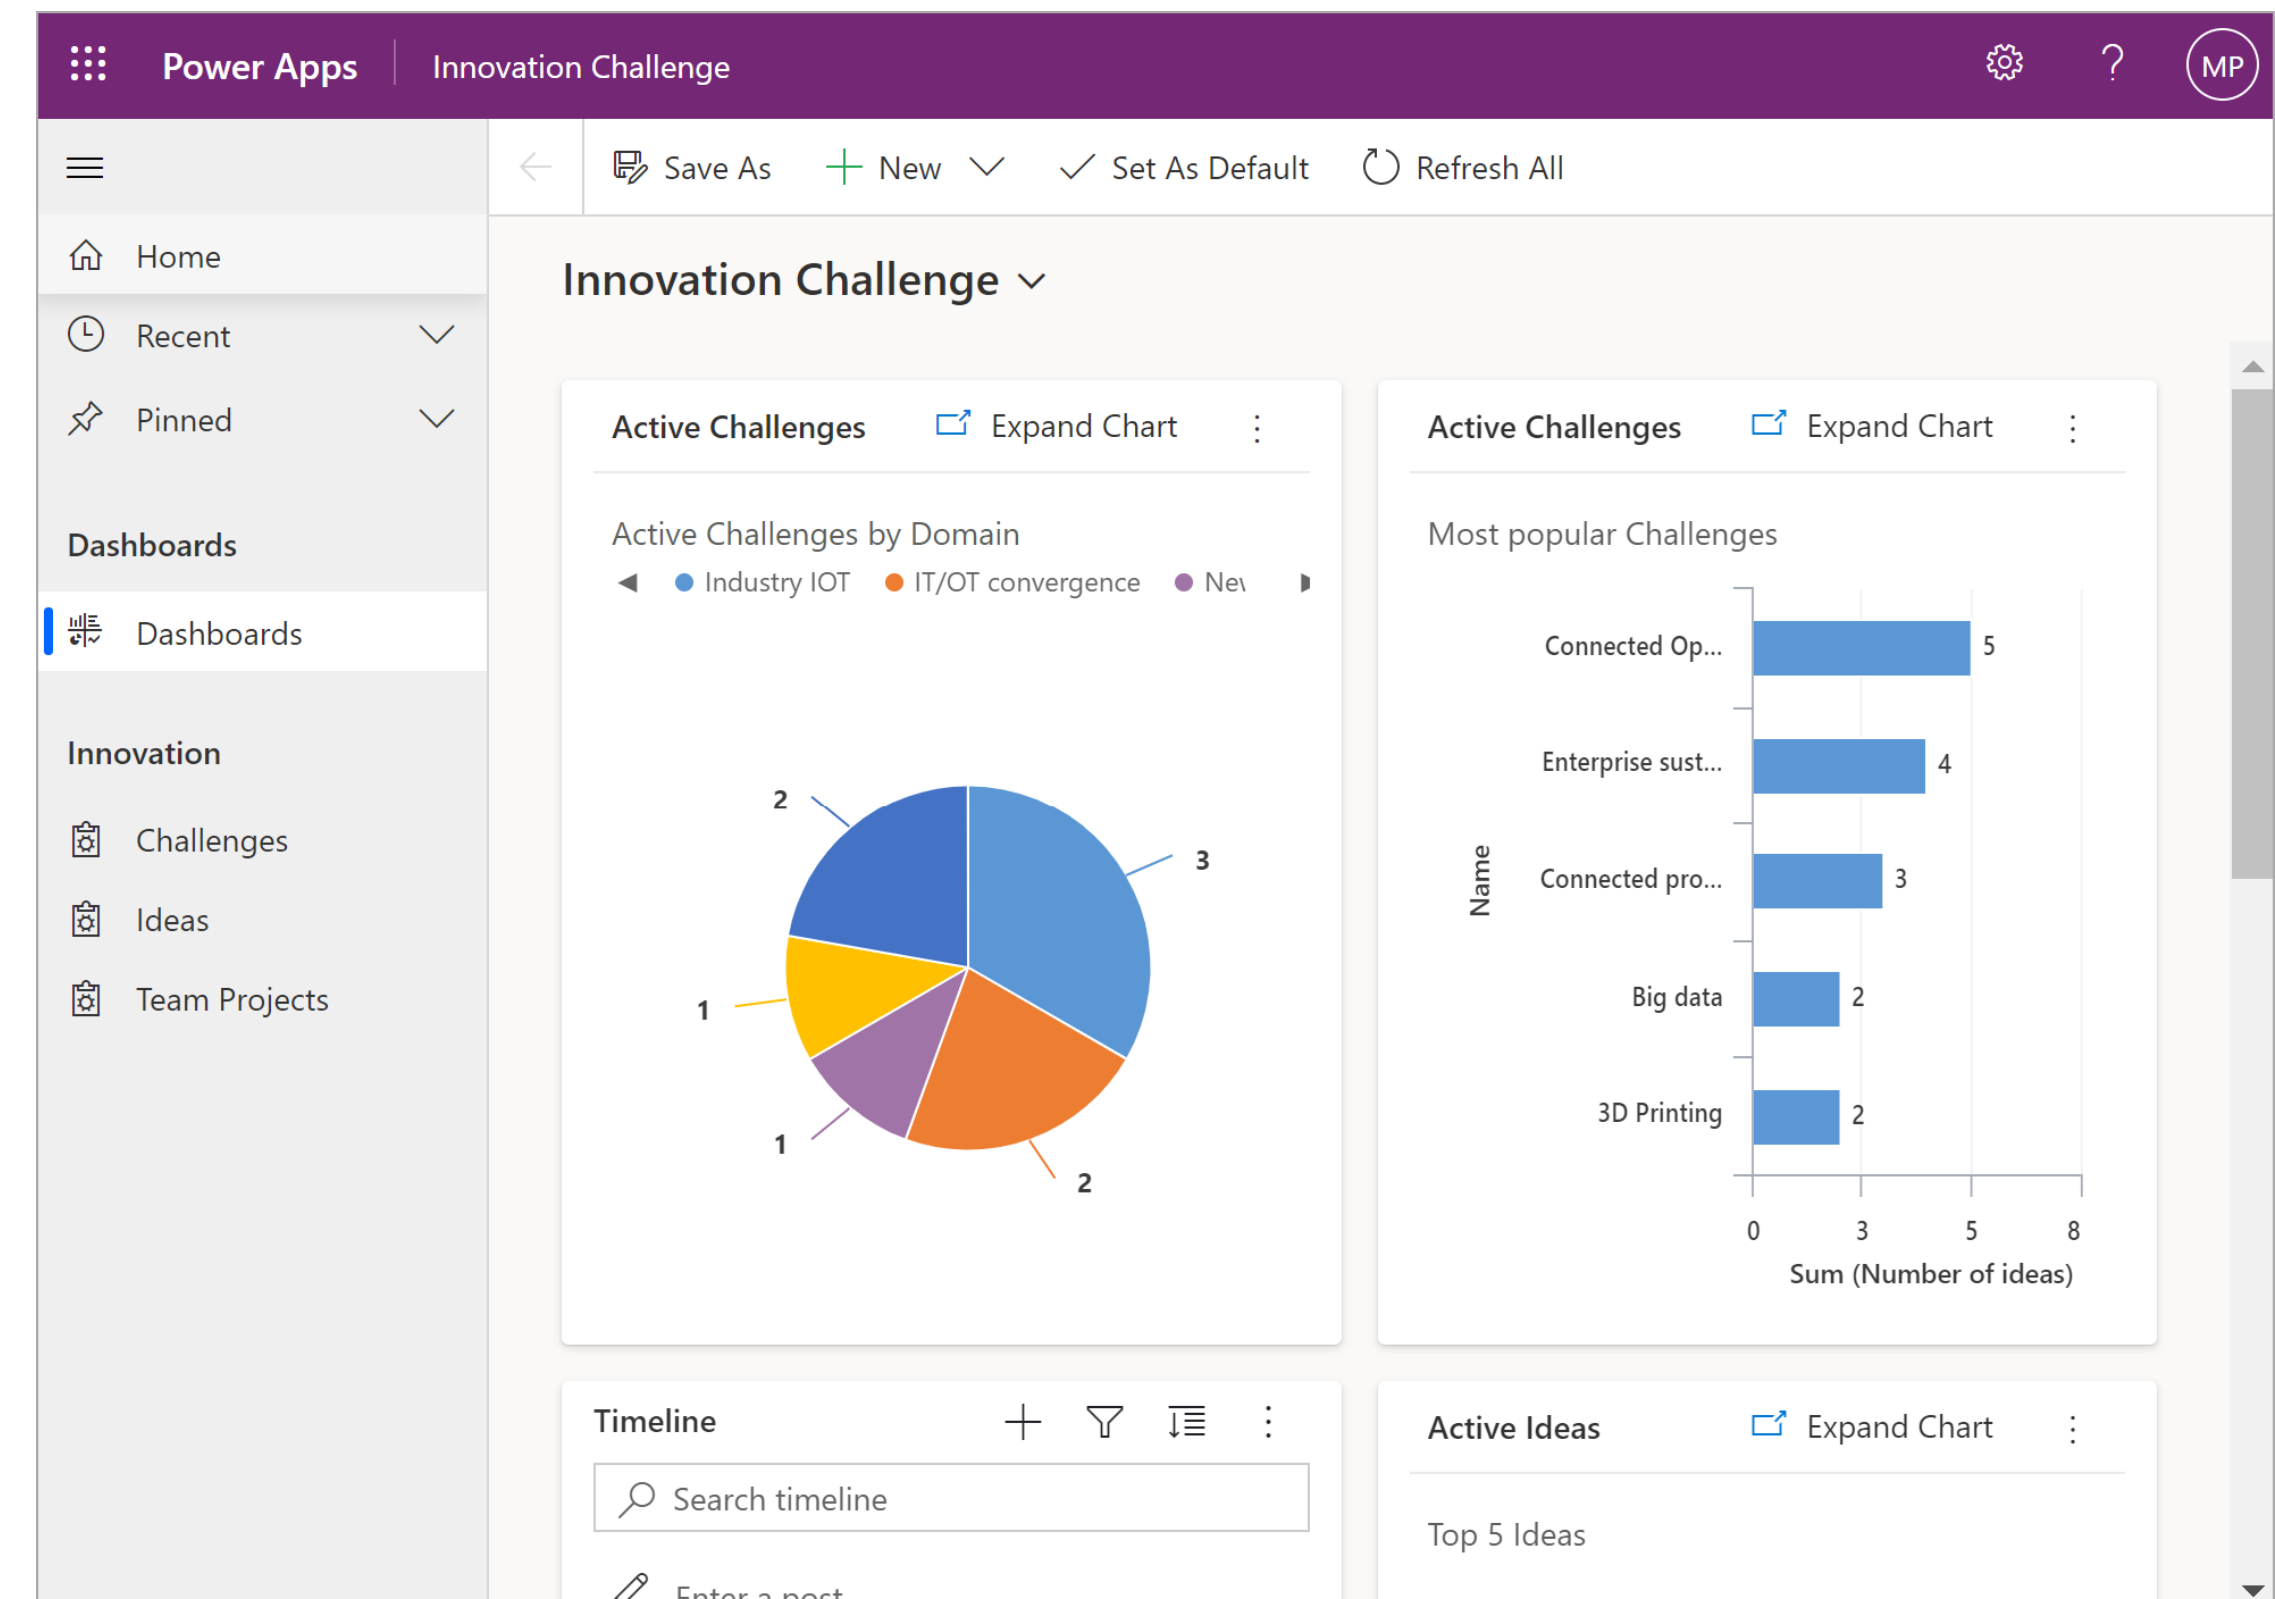 Power Apps
Innovation Challenge
MP
Save As
New
Set As Default
Refresh All
Home
Recent
Pinned
Dashboards
Dashboards
Innovation
Challenges
Ideas
Team Projects
Innovation Challenge
Active Challenges
Expand Chart
Active Challenges by Domain
Industry IOT
IT/OT convergence
2
3
1
1
2
Active Challenges
Expand Chart
Most popular Challenges
Name
Connected Op...
5
Enterprise sust...
4
Connected pro...
3
Big data
2
3D Printing
2
0 3 5 8
Sum (Number of ideas)
Timeline
Search timeline
Enter a post
Active Ideas
Expand Chart
Top 5 Ideas